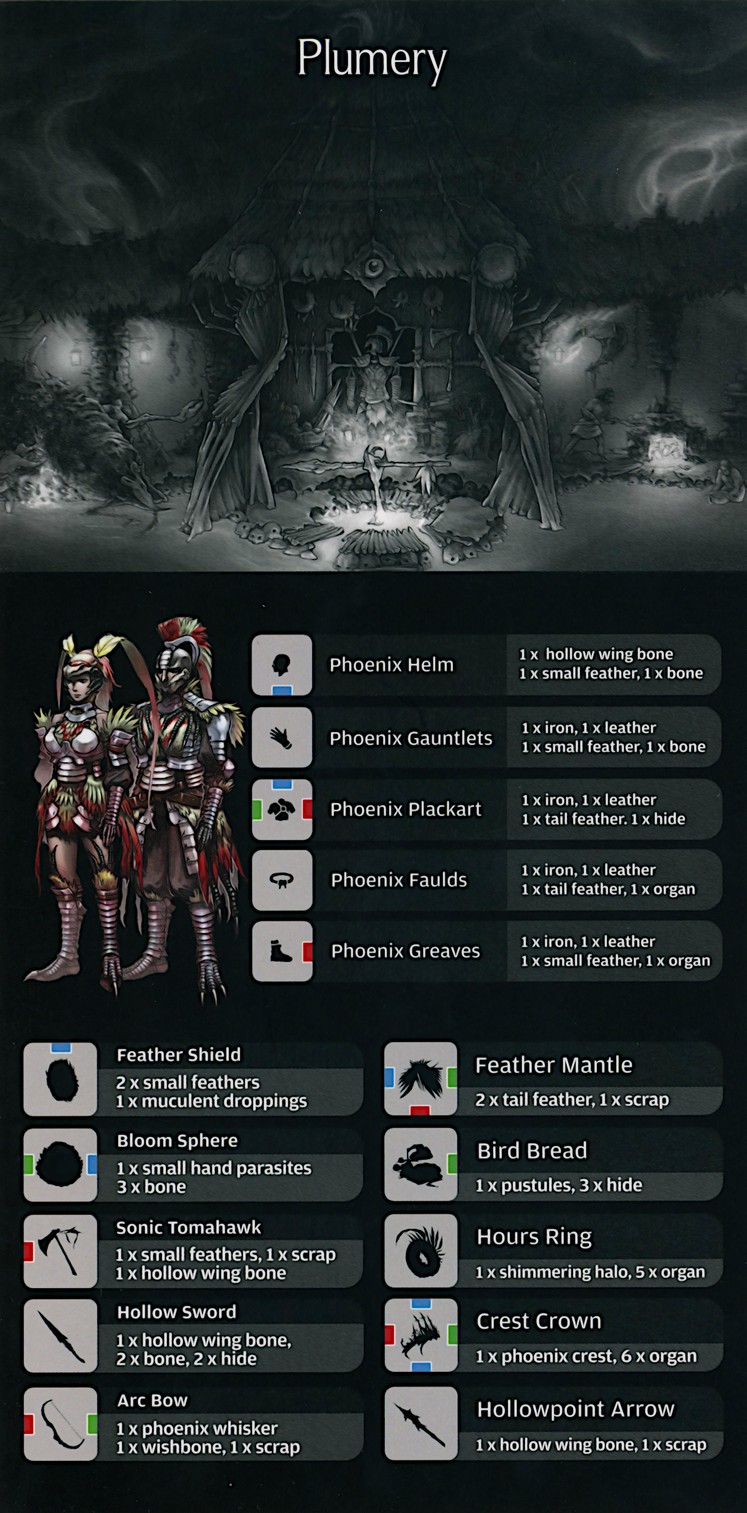 Plumery
Phoenix Helm
1 x hollow wing bone
1 x small feather, 1 x bone
Phoenix Gauntlets
1 x iron, 1 x leather
1 x small feather, 1 x bone
Phoenix Plackart
1 x iron, 1 x leather
1 x tail feather. 1 x hide
Phoenix Faulds
1 x iron, 1 x leather
1 x tail feather, 1 x organ
Phoenix Greaves
1 x iron, 1 x leather
1 x small feather, 1 x organ
Feather Shield
2 x small feathers
1 x muculent droppings
Bloom Sphere
1 x small hand parasites
3 x bone
Sonic Tomahawk
1 x small feathers, 1 x scrap
1 x hollow wing bone
Hollow Sword
1 x hollow wing bone,
2 x bone, 2 x hide
Arc Bow
1 x phoenix whisker
1 x wishbone, 1 x scrap
Feather Mantle
2 x tail feather, 1 x scrap
Bird Bread
1 x pustules, 3 x hide
Hours Ring
1 x shimmering halo, 5 x organ
Crest Crown
1 x phoenix crest, 6 x organ
Hollowpoint Arrow
1 x hollow wing bone, 1 x scrap